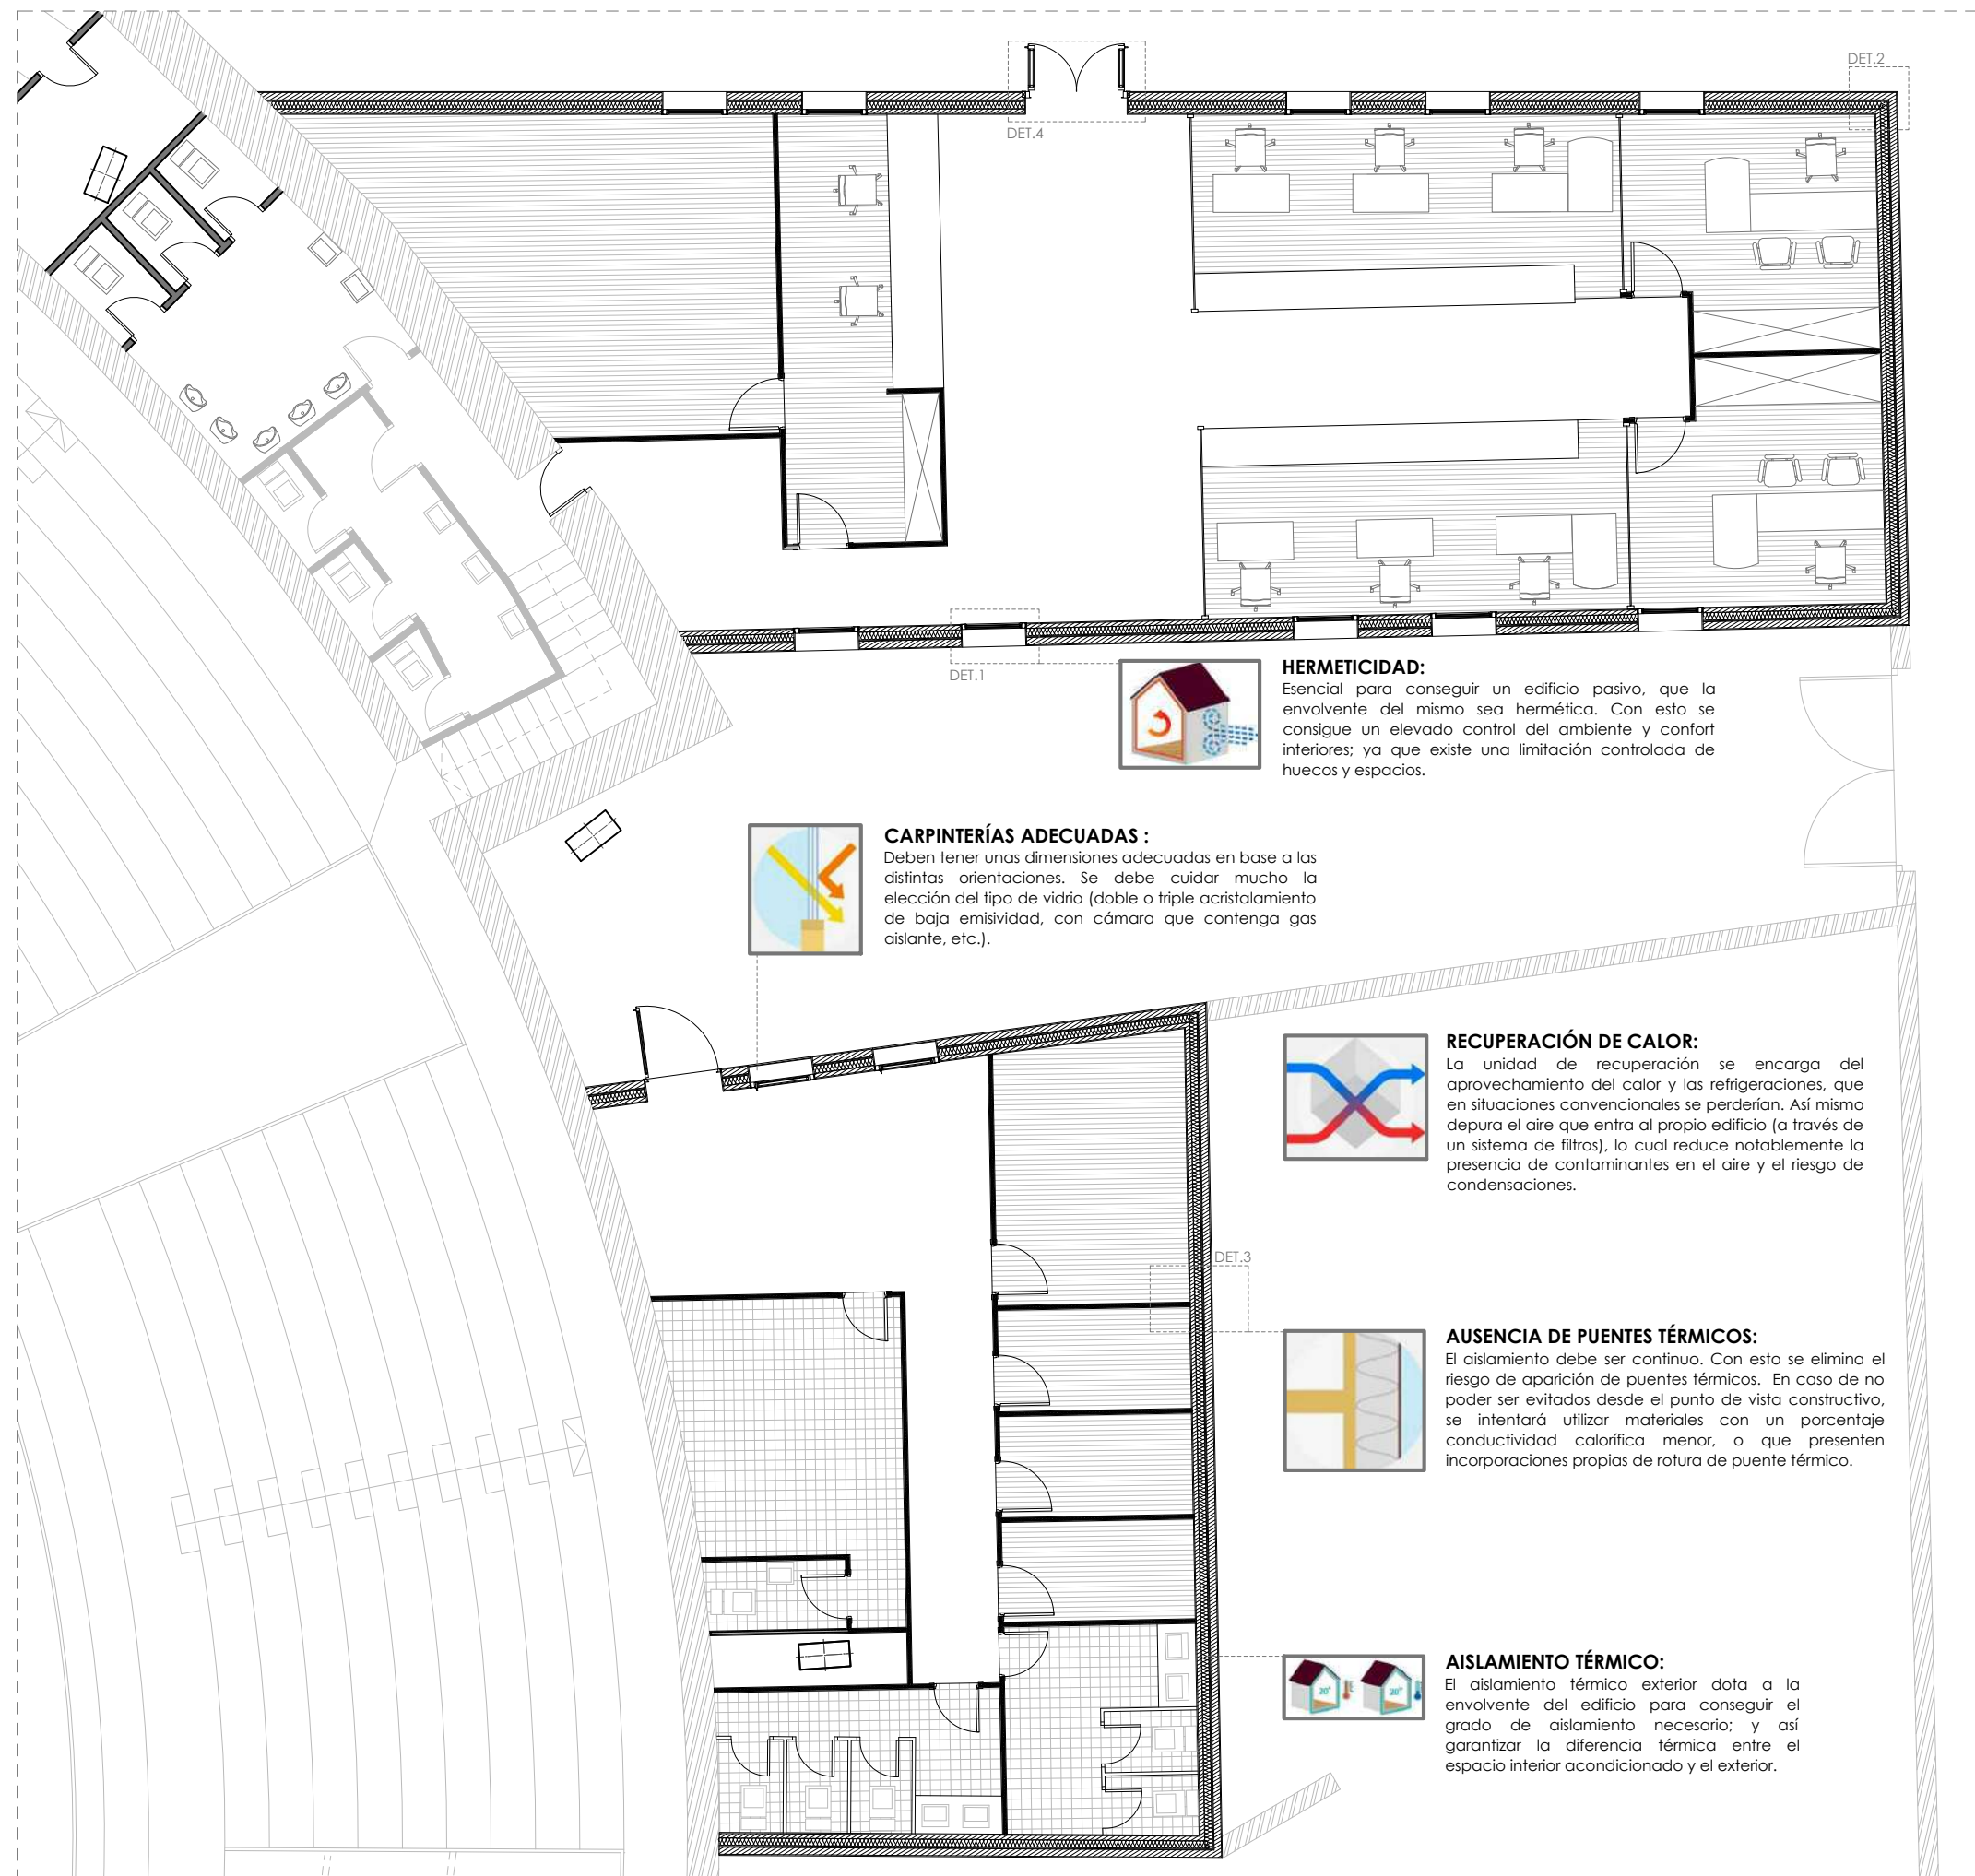 DET.2
DET.4
DET.1
HERMETICIDAD:
Esencial para conseguir un edificio pasivo, que la
envolvente del mismo sea hermética. Con esto se
consigue un elevado control del ambiente y confort
interiores; ya que existe una limitación controlada de
huecos y espacios.
CARPINTERÍAS ADECUADAS :
Deben tener unas dimensiones adecuadas en base a las
distintas orientaciones. Se debe cuidar mucho la
elección del tipo de vidrio (doble o triple acristalamiento
de baja emisividad, con cámara que contenga gas
aislante, etc.).
RECUPERACIÓN DE CALOR:
La unidad de recuperación se encarga del
aprovechamiento del calor y las refrigeraciones, que
en situaciones convencionales se perderían. Así mismo
depura el aire que entra al propio edificio (a través de
un sistema de filtros), lo cual reduce notablemente la
presencia de contaminantes en el aire y el riesgo de
condensaciones.
DET.3
AUSENCIA DE PUENTES TÉRMICOS:
El aislamiento debe ser continuo. Con esto se elimina el
riesgo de aparición de puentes térmicos. En caso de no
poder ser evitados desde el punto de vista constructivo,
se intentará utilizar materiales con un porcentaje
conductividad calorífica menor, o que presenten
incorporaciones propias de rotura de puente térmico.
AISLAMIENTO TÉRMICO:
El aislamiento térmico exterior dota a la
envolvente del edificio para conseguir el
grado de aislamiento necesario; y así
garantizar la diferencia térmica entre el
espacio interior acondicionado y el exterior.
20° 20°